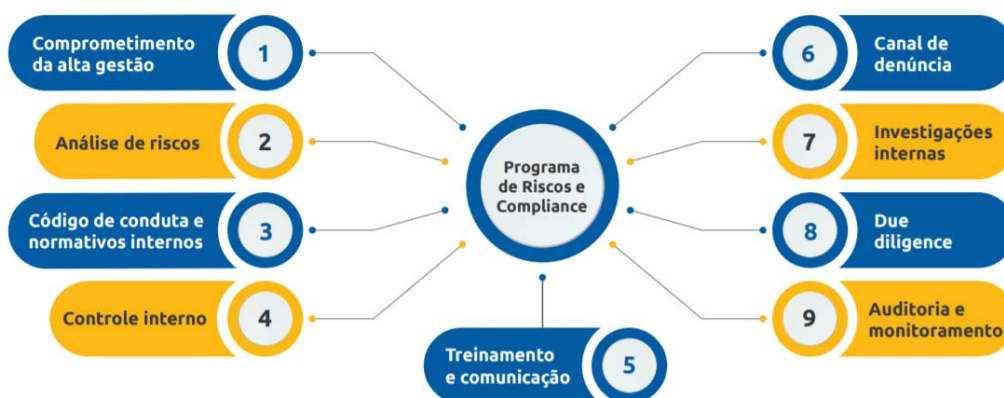 Comprometimento
da alta gestão
1
Análise de riscos
2
Código de conduta e
normativos internos
3
Controle interno
4
Programa
de Riscos e
Compliance
Treinamento
e comunicação
5
6
Canal de
denúncia
7
Investigações
internas
8
Due
diligence
9
Auditoria e
monitoramento